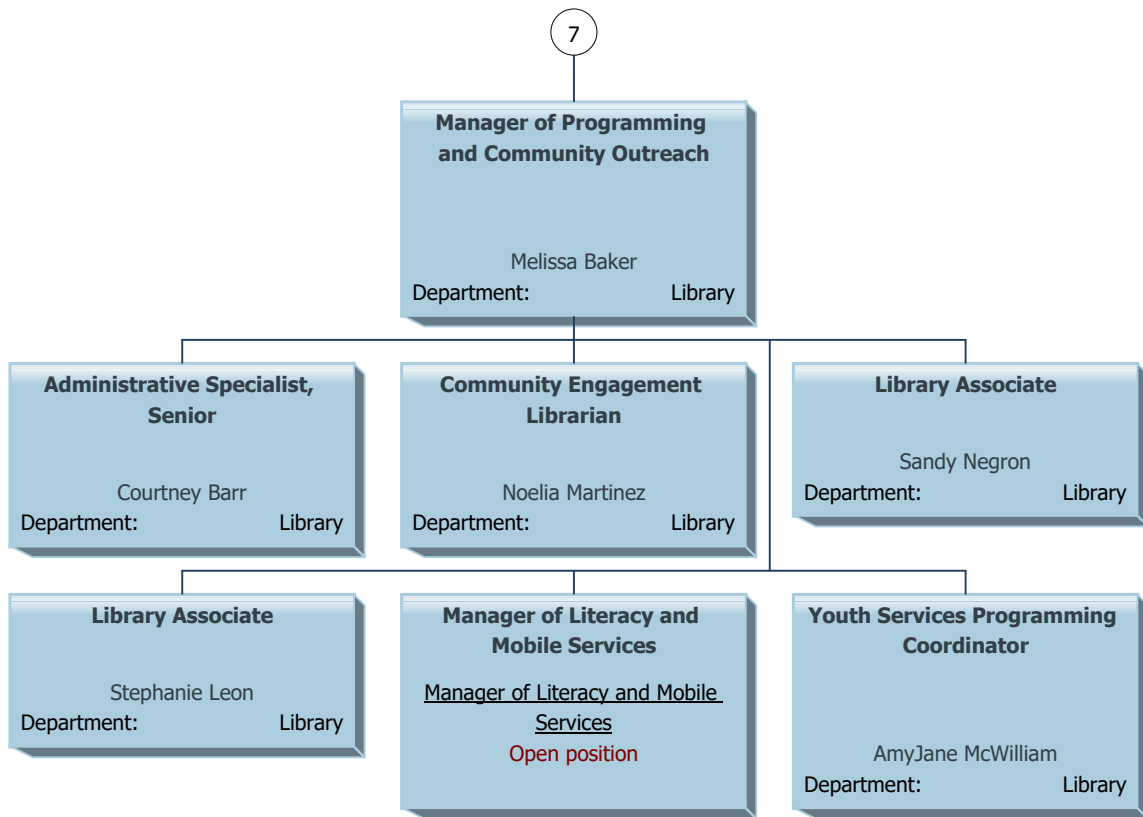 7
Manager of Programming
and Community Outreach
Melissa Baker
Department: Library
Administrative Specialist,
Senior
Courtney Barr
Department: Library
Community Engagement
Librarian
Noelia Martinez
Department: Library
Library Associate
Sandy Negron
Department: Library
Library Associate
Stephanie Leon
Department: Library
Manager of Literacy and
Mobile Services
Manager of Literacy and Mobile
Services
Open position
Youth Services Programming
Coordinator
AmyJane McWilliam
Department: Library